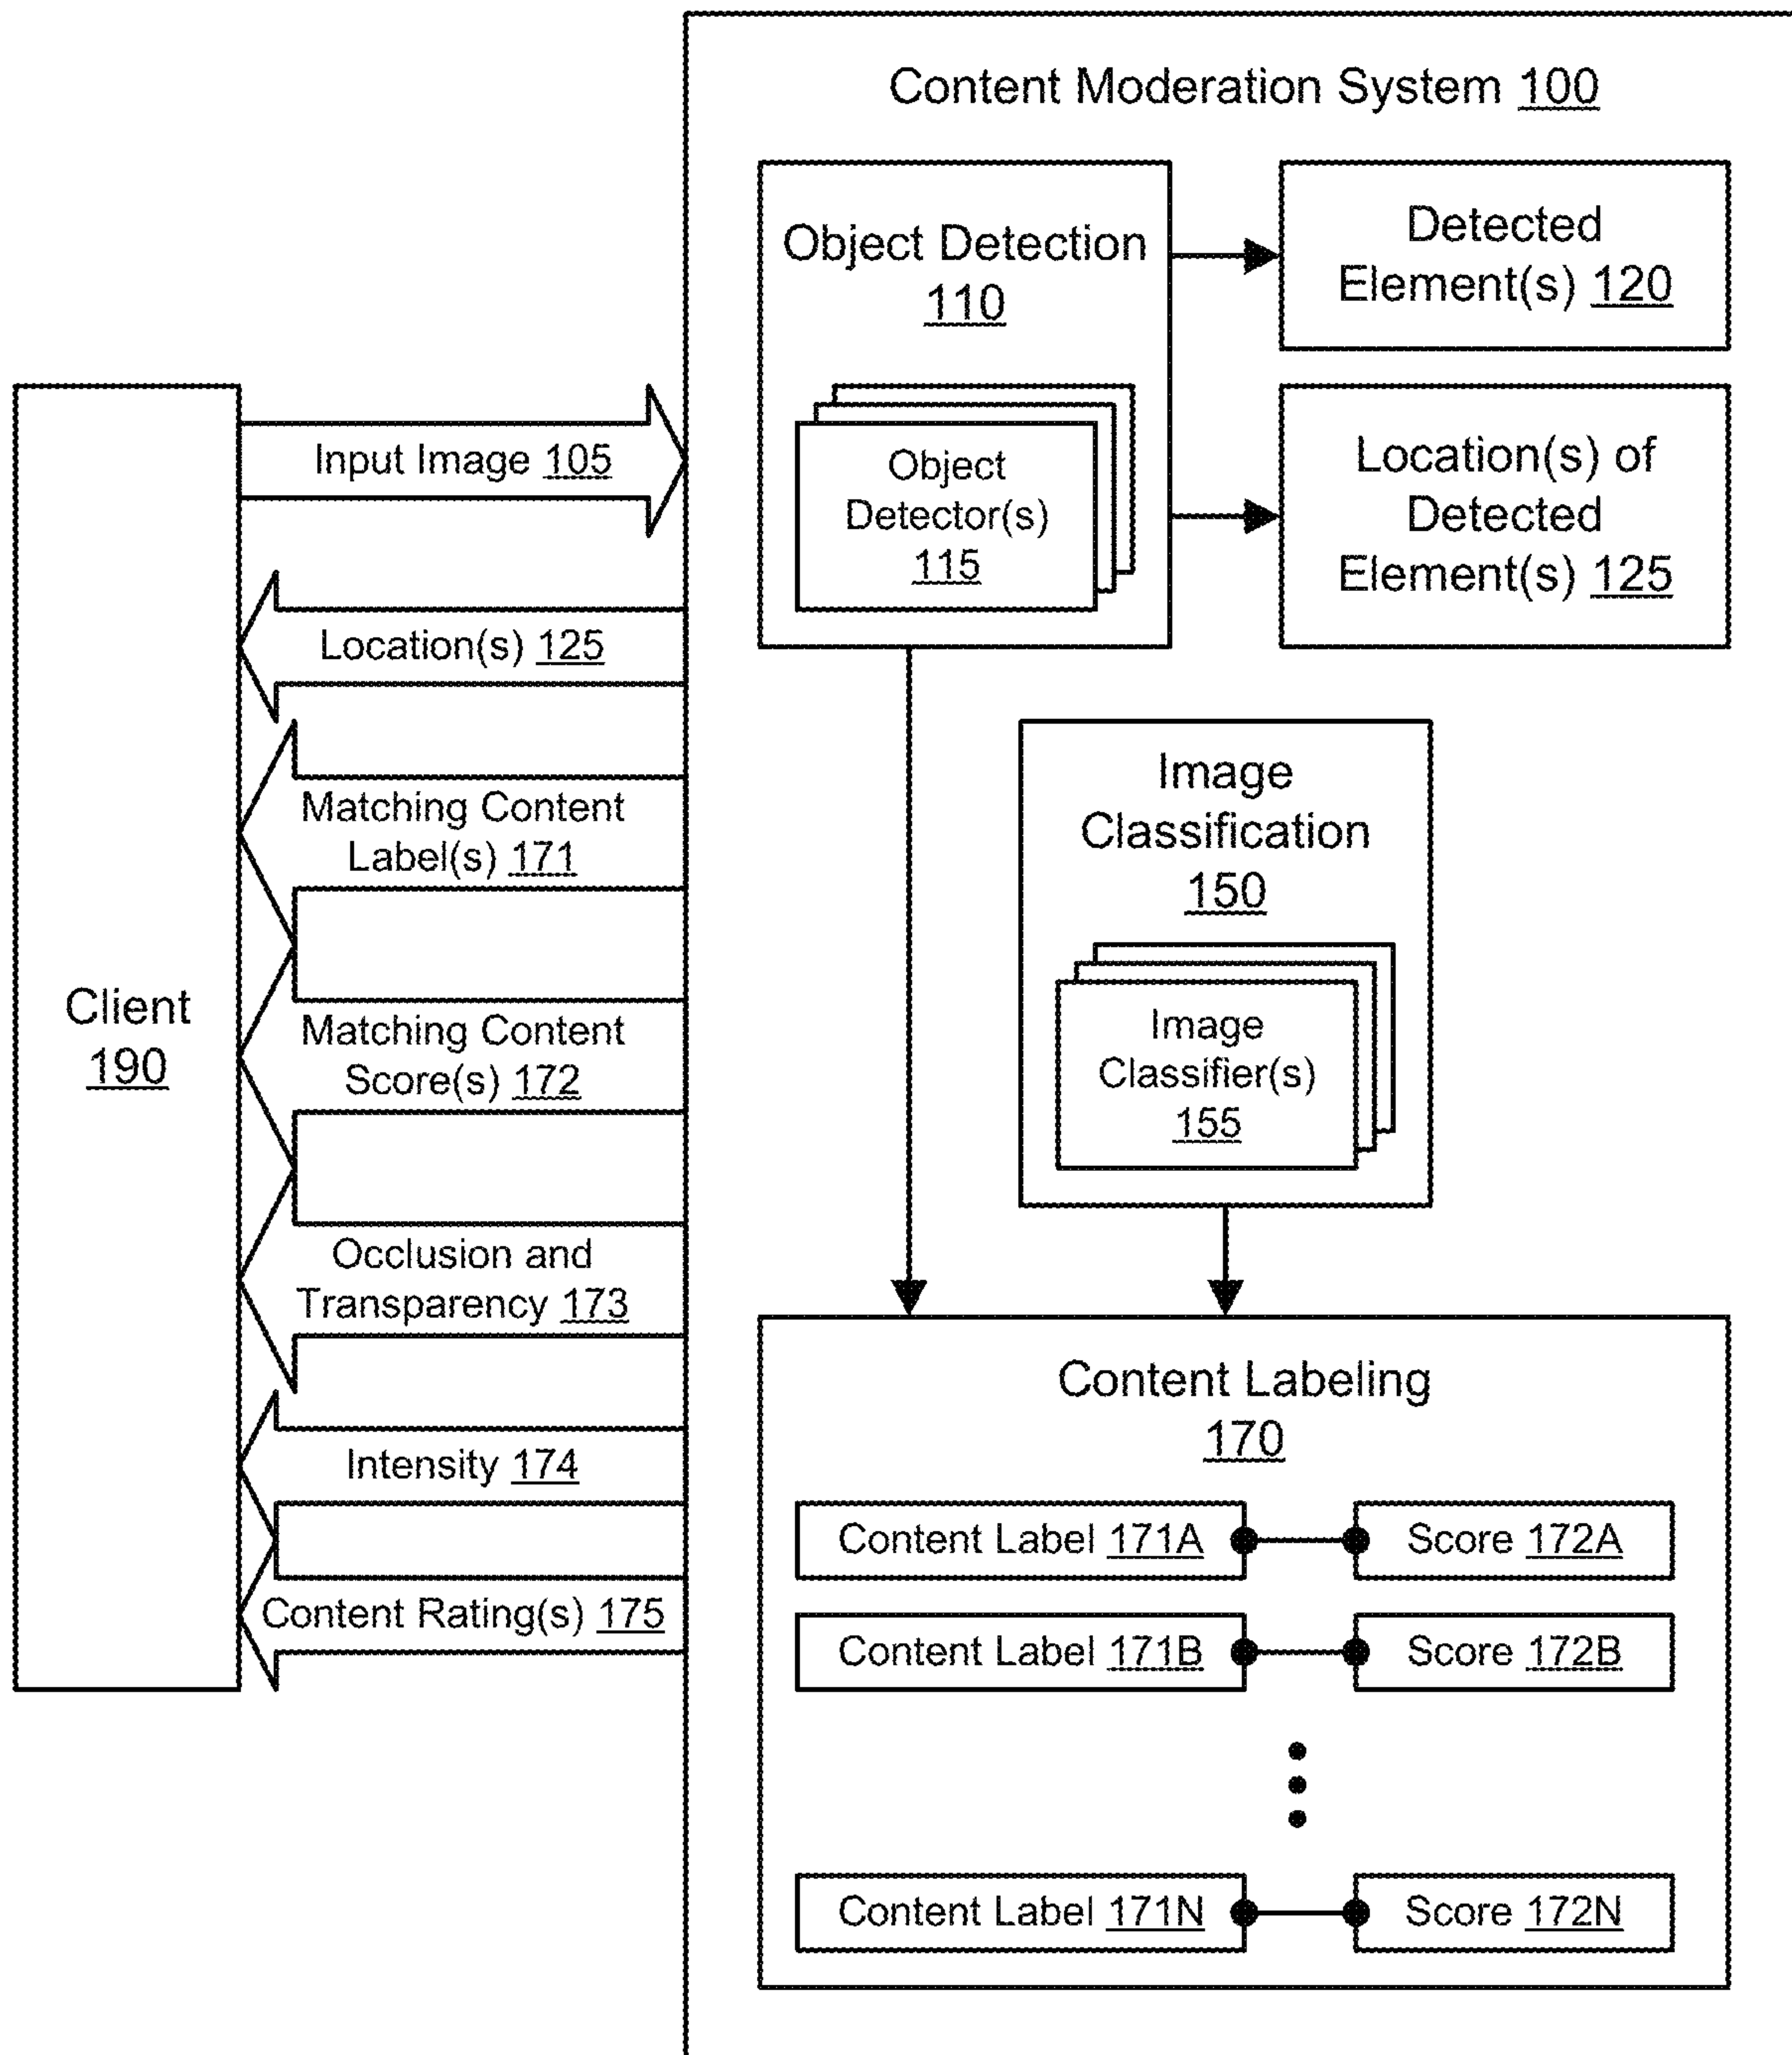 Content Moderation System 100
Object Detection
110
Object
Detector(s)
115
Detected
Element(s) 120
Location(s) of
Detected
Element(s) 125
Input Image 105
Location(s) 125
Matching Content
Label(s) 171
Matching Content
Score(s) 172
Occlusion and
Transparency 173
Intensity 174
Content Rating(s) 175
Client
190
Image
Classification
150
Image
Classifier(s)
155
Content Labeling
170
Content Label 171A
Score 172A
Content Label 171B
Score 172B
Content Label 171N
Score 172N